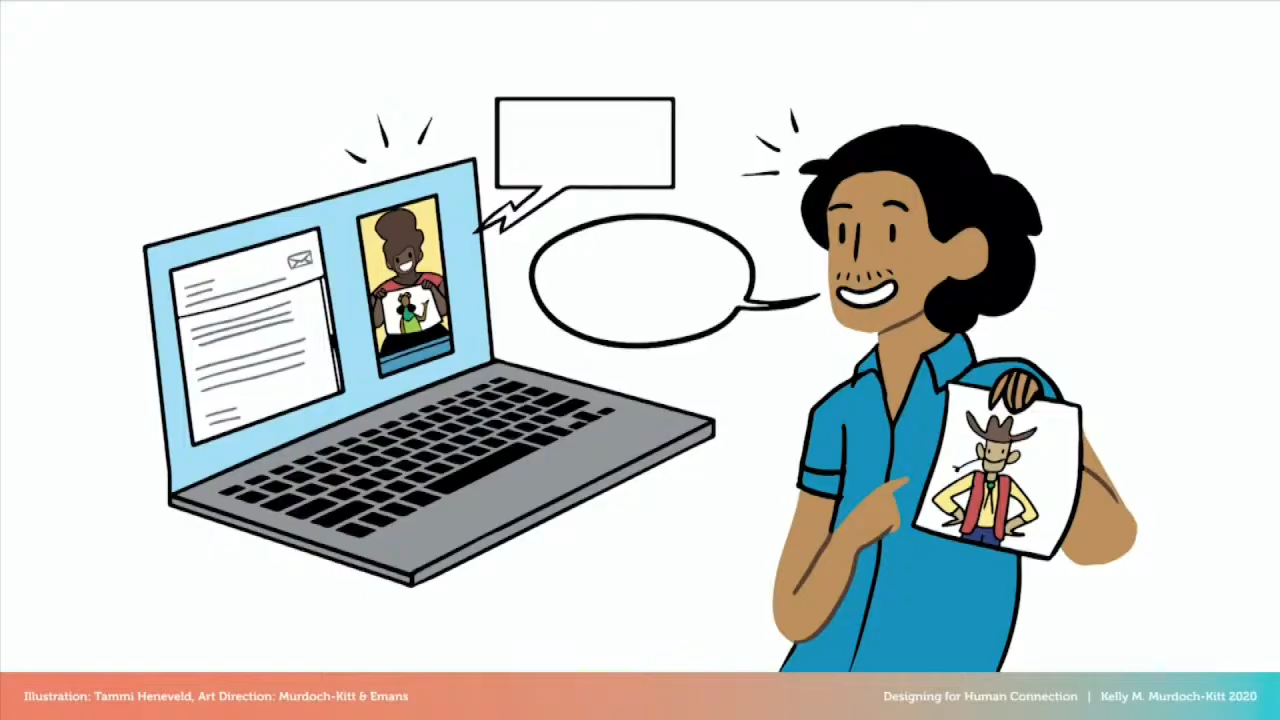 Illustration: Tammi Heneveld, Art Direction: Murdoch-Kitt & Emans
Designing for Human Connection | Kelly M. Murdoch-Kitt 2020